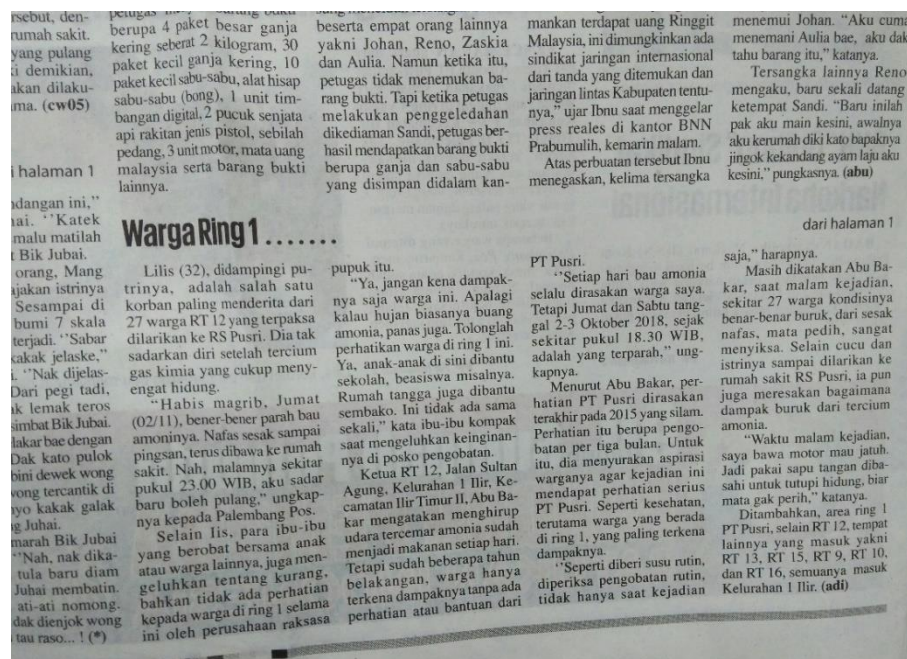 rsebut, den-
rumah sakit.
yang pulang
i demikian,
akan dilaku-
ma. (cw05)
i halaman 1
ndangan ini,"
ai. ‘’Katek
malu matilah
Bik Jubai.
orang, Mang
ajakan istrinya
Sesampai di
bumi 7 skala
terjadi. ‘’Sabar
kakak jelaske,”
‘’Nak dijelas-
Dari pegi tadi,
k lemak teros
simbat Bik Jubai.
lakar bae dengan
Dak kato pulok
bini dewek wong
wong tercantik di
yo kakak galak
g Juhai.
marah Bik Jubai
‘’Nah, nak dika-
tula baru diam
Juhai membatin.
ati-ati nomong.
dak dienjok wong
tau raso... ! (*)
berupa 4 paket besar ganja
kering seberat 2 kilogram, 30
paket kecil ganja kering, 10
paket kecil sabu-sabu, alat hisap
sabu-sabu (bong), 1 unit tim-
bangan digital, 2 pucuk senjata
api rakitan jenis pistol, sebilah
pedang, 3 unit motor, mata uang
malaysia serta barang bukti
lainnya.
beserta empat orang lainnya
yakni Johan, Reno, Zaskia
dan Aulia. Namun ketika itu,
petugas tidak menemukan ba-
rang bukti. Tapi ketika petugas
melakukan penggeledahan
dikediaman Sandi, petugas ber-
hasil mendapatkan barang bukti
berupa ganja dan sabu-sabu
yang disimpan didalam kan-
mankan terdapat uang Ringgit
Malaysia, ini dimungkinkan ada
sindikat jaringan internasional
dari tanda yang ditemukan dan
jaringan lintas Kabupaten tentu-
nya,” ujar Ibnu saat menggelar
press reales di kantor BNN
Prabumulih, kemarin malam.
Atas perbuatan tersebut Ibnu
menegaskan, kelima tersangka
menemui Johan. “Aku cuma
menemani Aulia bae, aku dak
tahu barang itu,” katanya.
Tersangka lainnya Reno
mengaku, baru sekali datang
ketempat Sandi. “Baru inilah
pak aku main kesini, awalnya
aku kerumah diki kato bapaknya
jingok kekandang ayam laju aku
kesini,” pungkasnya. (abu)
Warga Ring 1.......
dari halaman 1
Lilis (32), didampingi pu-
trinya, adalah salah satu
korban paling menderita dari
27 warga RT 12 yang terpaksa
dilarikan ke RS Pusri. Dia tak
sadarkan diri setelah tercium
gas kimia yang cukup meny-
engat hidung.
“Habis magrib, Jumat
(02/11), bener-bener parah bau
amoninya. Nafas sesak sampai
pingsan, terus dibawa ke rumah
sakit. Nah, malamnya sekitar
pukul 23.00 WIB, aku sadar
baru boleh pulang,” ungkap-
nya kepada Palembang Pos.
Selain Iis, para ibu-ibu
yang berobat bersama anak
atau warga lainnya, juga men-
geluhkan tentang kurang,
bahkan tidak ada perhatian
kepada warga di ring 1 selama
ini oleh perusahaan raksasa
pupuk itu.
“Ya, jangan kena dampak-
nya saja warga ini. Apalagi
kalau hujan biasanya buang
amonia, panas juga. Tolonglah
perhatikan warga di ring 1 ini.
Ya, anak-anak di sini dibantu
sekolah, beasiswa misalnya.
Rumah tangga juga dibantu
sembako. Ini tidak ada sama
sekali,” kata ibu-ibu kompak
saat mengeluhkan keinginan-
nya di posko pengobatan.
Ketua RT 12, Jalan Sultan
Agung, Kelurahan 1 Ilir, Ke-
camatan Ilir Timur II, Abu Ba-
kar mengatakan menghirup
udara tercemar amonia sudah
menjadi makanan setiap hari.
Tetapi sudah beberapa tahun
belakangan, warga hanya
terkena dampaknya tanpa ada
perhatian atau bantuan dari
PT Pusri.
‘’Setiap hari bau amonia
selalu dirasakan warga saya.
Tetapi Jumat dan Sabtu tang-
gal 2-3 Oktober 2018, sejak
sekitar pukul 18.30 WIB,
adalah yang terparah,” ung-
kapnya.
Menurut Abu Bakar, per-
hatian PT Pusri dirasakan
terakhir pada 2015 yang silam.
Perhatian itu berupa pengo-
batan per tiga bulan. Untuk
itu, dia menyurakan aspirasi
warganya agar kejadian ini
mendapat perhatian serius
PT Pusri. Seperti kesehatan,
terutama warga yang berada
di ring 1, yang paling terkena
dampaknya.
‘’Seperti diberi susu rutin,
diperiksa pengobatan rutin,
tidak hanya saat kejadian
saja,” harapnya.
Masih dikatakan Abu Ba-
kar, saat malam kejadian,
sekitar 27 warga kondisinya
benar-benar buruk, dari sesak
nafas, mata pedih, sangat
menyiksa. Selain cucu dan
istrinya sampai dilarikan ke
rumah sakit RS Pusri, ia pun
juga meresakan bagaimana
dampak buruk dari tercium
amonia.
“Waktu malam kejadian,
saya bawa motor mau jatuh.
Jadi pakai sapu tangan diba-
sahi untuk tutupi hidung, biar
mata gak perih,” katanya.
Ditambahkan, area ring 1
PT Pusri, selain RT 12, tempat
lainnya yang masuk yakni
RT 13, RT 15, RT 9, RT 10,
dan RT 16, semuanya masuk
Kelurahan 1 Ilir. (adi)